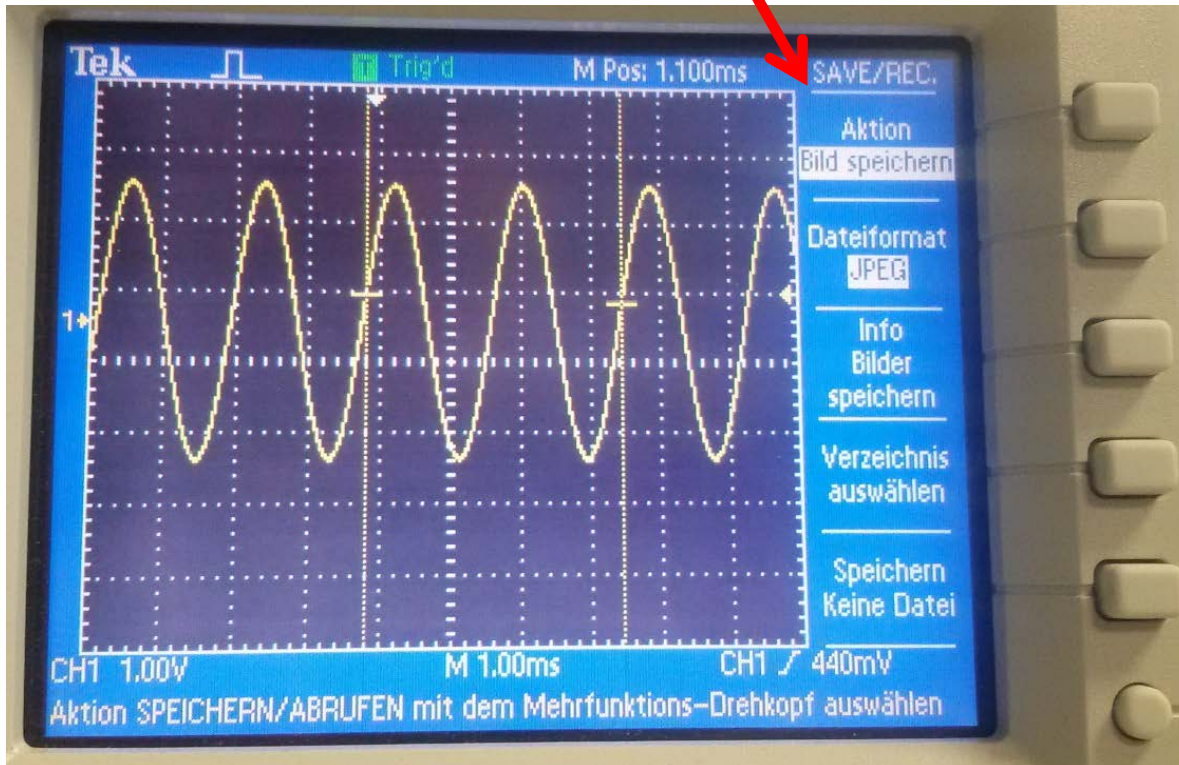 Tek T Trig'd M Pos: 1.100ms SAVE/REC.
Aktion
Bild speichern
Dateiformat
JPEG
1
Info
Bilder
speichern
Verzeichnis
auswählen
Speichern
Keine Datei
CH1 1.00V M 1.00ms CH1 / 440mV
Aktion SPEICHERN/ABRUFEN mit dem Mehrfunktions-Drehkopf auswählen